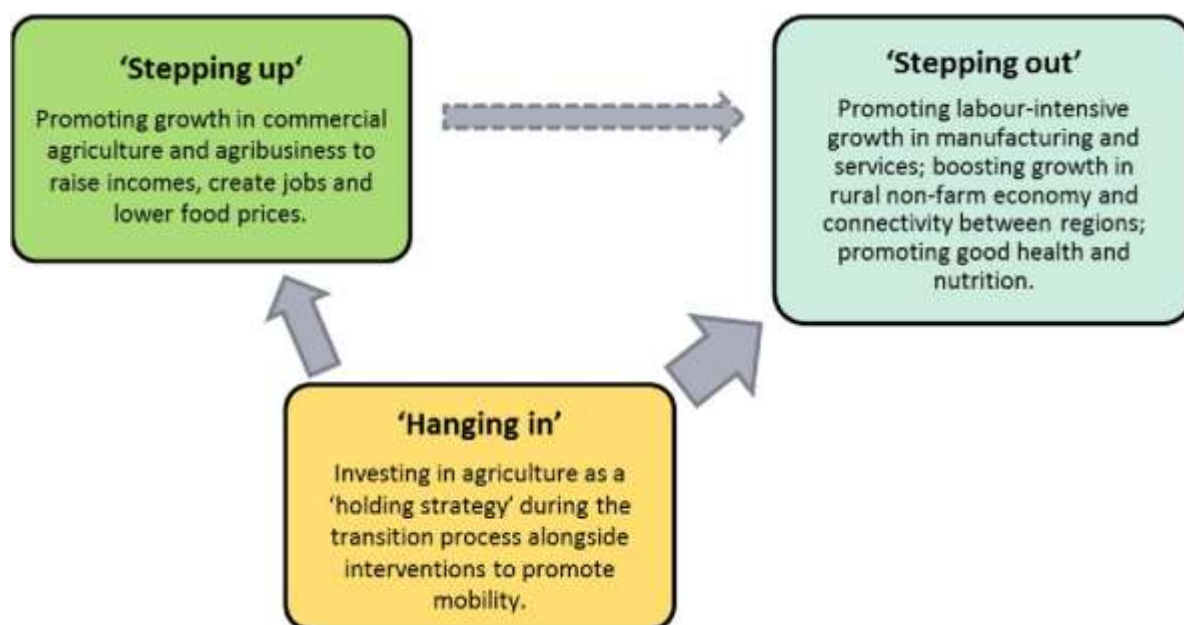 ‘Stepping up‘
Promoting growth in commercial
agriculture and agribusiness to
raise incomes, create jobs and
lower food prices.
‘Stepping out’
Promoting labour-intensive
growth in manufacturing and
services; boosting growth in
rural non-farm economy and
connectivity between regions;
promoting good health and
nutrition.
‘Hanging in’
Investing in agriculture as a
‘holding strategy’ during the
transition process alongside
interventions to promote
mobility.